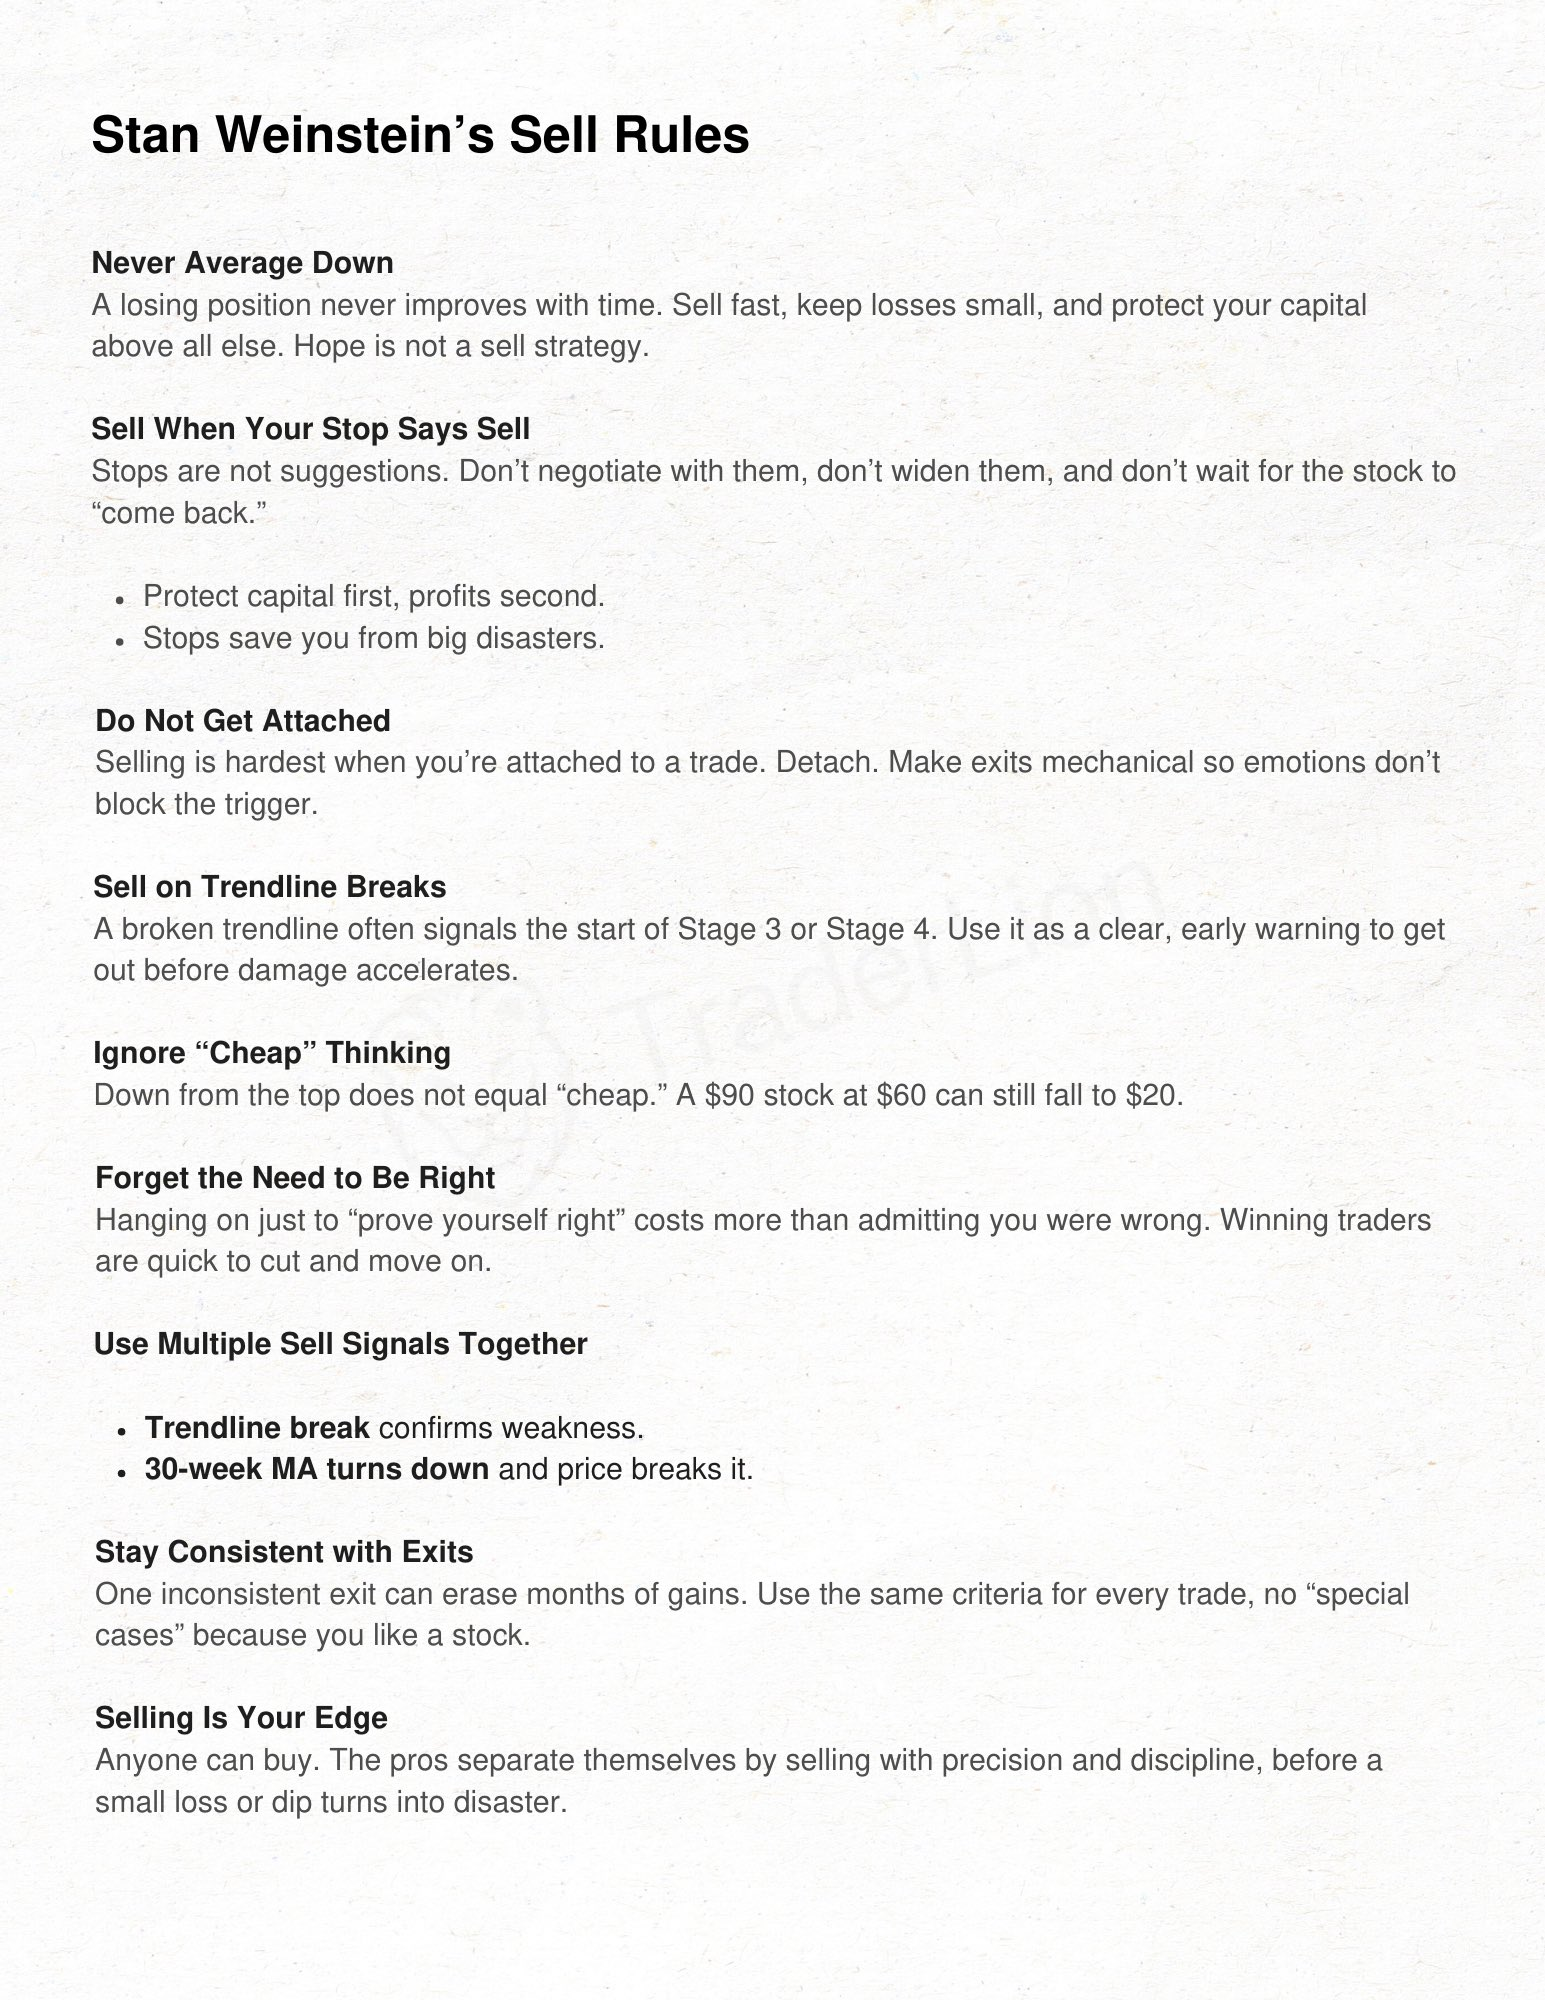 Stan Weinstein’s Sell Rules
Never Average Down
A losing position never improves with time. Sell fast, keep losses small, and protect your capital
above all else. Hope is not a sell strategy.
Sell When Your Stop Says Sell
Stops are not suggestions. Don’t negotiate with them, don’t widen them, and don’t wait for the stock to
“come back.”
• Protect capital first, profits second.
• Stops save you from big disasters.
Do Not Get Attached
Selling is hardest when you’re attached to a trade. Detach. Make exits mechanical so emotions don’t
block the trigger.
Sell on Trendline Breaks
A broken trendline often signals the start of Stage 3 or Stage 4. Use it as a clear, early warning to get
out before damage accelerates.
TraderLion
Ignore “Cheap” Thinking
Down from the top does not equal “cheap.” A $90 stock at $60 can still fall to $20.
Forget the Need to Be Right
Hanging on just to “prove yourself right” costs more than admitting you were wrong. Winning traders
are quick to cut and move on.
Use Multiple Sell Signals Together
• Trendline break confirms weakness.
• 30-week MA turns down and price breaks it.
Stay Consistent with Exits
One inconsistent exit can erase months of gains. Use the same criteria for every trade, no “special
cases” because you like a stock.
Selling Is Your Edge
Anyone can buy. The pros separate themselves by selling with precision and discipline, before a
small loss or dip turns into disaster.